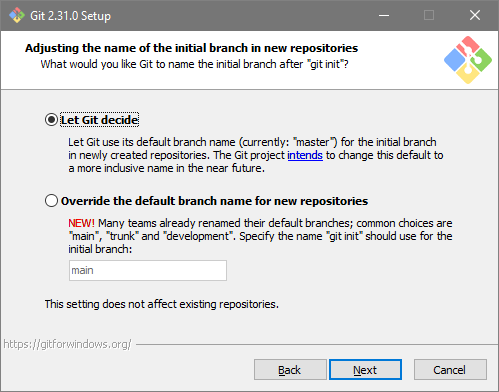 Git 2.31.0 Setup
Adjusting the name of the initial branch in new repositories
What would you like Git to name the initial branch after "git init"?
Let Git decide
Let Git use its default branch name (currently: "master") for the initial branch
in newly created repositories. The Git project intends to change this default to
a more inclusive name in the near future.
Override the default branch name for new repositories
NEW! Many teams already renamed their default branches; common choices are
"main", "trunk" and "development". Specify the name "git init" should use for the
initial branch:
main
This setting does not affect existing repositories.
https://gitforwindows.org/
Back
Next
Cancel